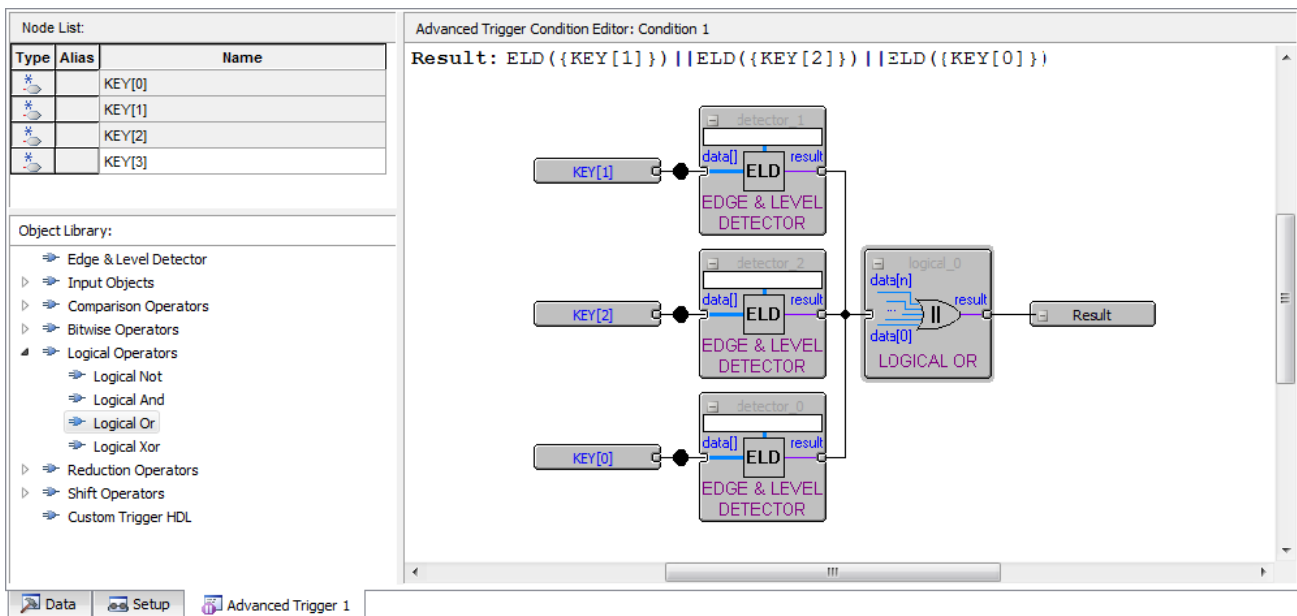 Node List:
Type Alias Name
KEY[0]
KEY[1]
KEY[2]
KEY[3]
Object Library:
Edge & Level Detector
Input Objects
Comparison Operators
Bitwise Operators
Logical Operators
Logical Not
Logical And
Logical Or
Logical Xor
Reduction Operators
Shift Operators
Custom Trigger HDL
Advanced Trigger Condition Editor: Condition 1
Result: ELD({KEY[1]})||ELD({KEY[2]})||ELD({KEY[0]})
detector_1
KEY[1]
data[] result
ELD
EDGE & LEVEL
DETECTOR
detector_2
KEY[2]
data[] result
ELD
EDGE & LEVEL
DETECTOR
detector_0
KEY[0]
data[] result
ELD
EDGE & LEVEL
DETECTOR
logical_0
data[n]
result
...
||
data[0]
LOGICAL OR
Result
Data Setup Advanced Trigger 1